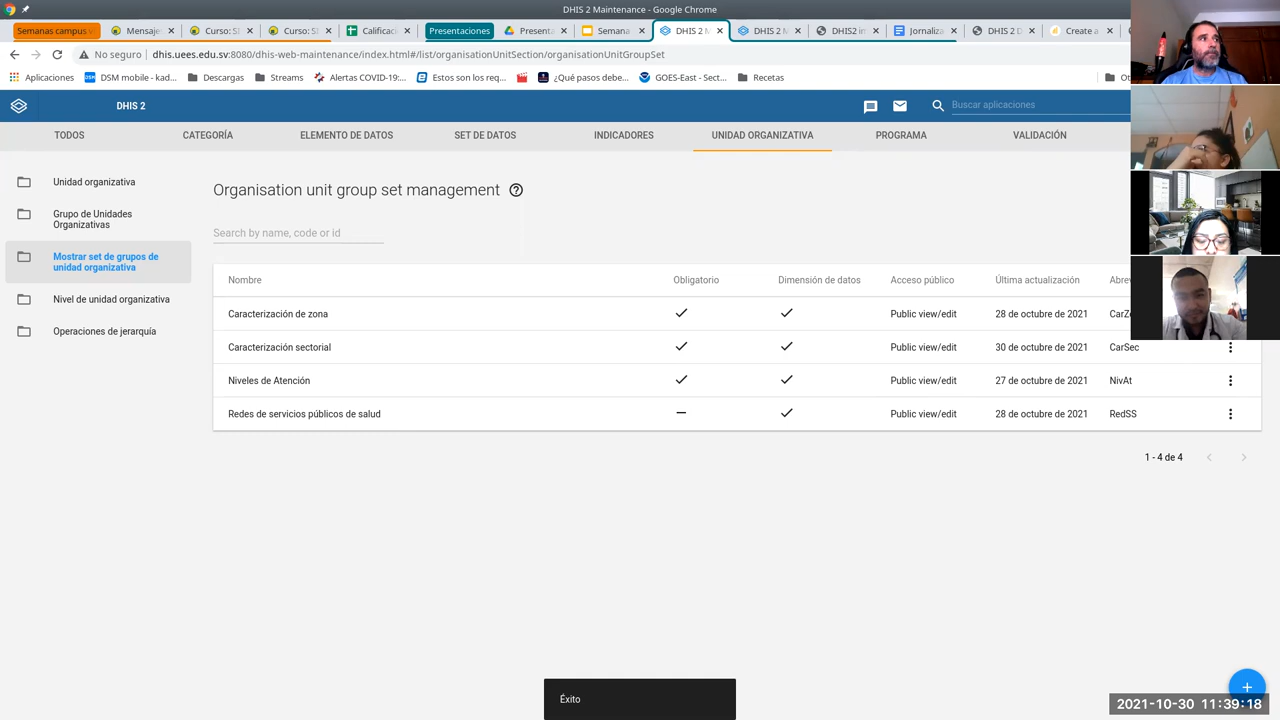 DHIS 2 Maintenance - Google Chrome
Semanas campus v
Mensaje
Curso: SI
Curso: SI
Calificaci
Presentaciones
Present
Semana
DHIS 2 M
DHIS 2 M
DHIS2 in
Jornaliza
DHIS 2 D
Create a
No seguro
dhis.uees.edu.sv:8080/dhis-web-maintenance/index.html#/list/organisationUnitSection/organisationUnitGroupSet
Aplicaciones
DSM mobile - kad...
Descargas
Streams
Alertas COVID-19:...
Estos son los req...
¿Qué pasos debe...
GOES-East - Sect...
Recetas
Ot
DHIS 2
Buscar aplicaciones
TODOS
CATEGORÍA
ELEMENTO DE DATOS
SET DE DATOS
INDICADORES
UNIDAD ORGANIZATIVA
PROGRAMA
VALIDACIÓN
Unidad organizativa
Grupo de Unidades
Organizativas
Mostrar set de grupos de
unidad organizativa
Nivel de unidad organizativa
Operaciones de jerarquía
Organisation unit group set management
Search by name, code or id
Nombre Obligatorio Dimensión de datos Acceso público Última actualización Abre
Caracterización de zona Public view/edit 28 de octubre de 2021 CarZ
Caracterización sectorial Public view/edit 30 de octubre de 2021 CarSec
Niveles de Atención Public view/edit 27 de octubre de 2021 NivAt
Redes de servicios públicos de salud Public view/edit 28 de octubre de 2021 RedSS
1 - 4 de 4
Éxito
2021-10-30 11:39:18